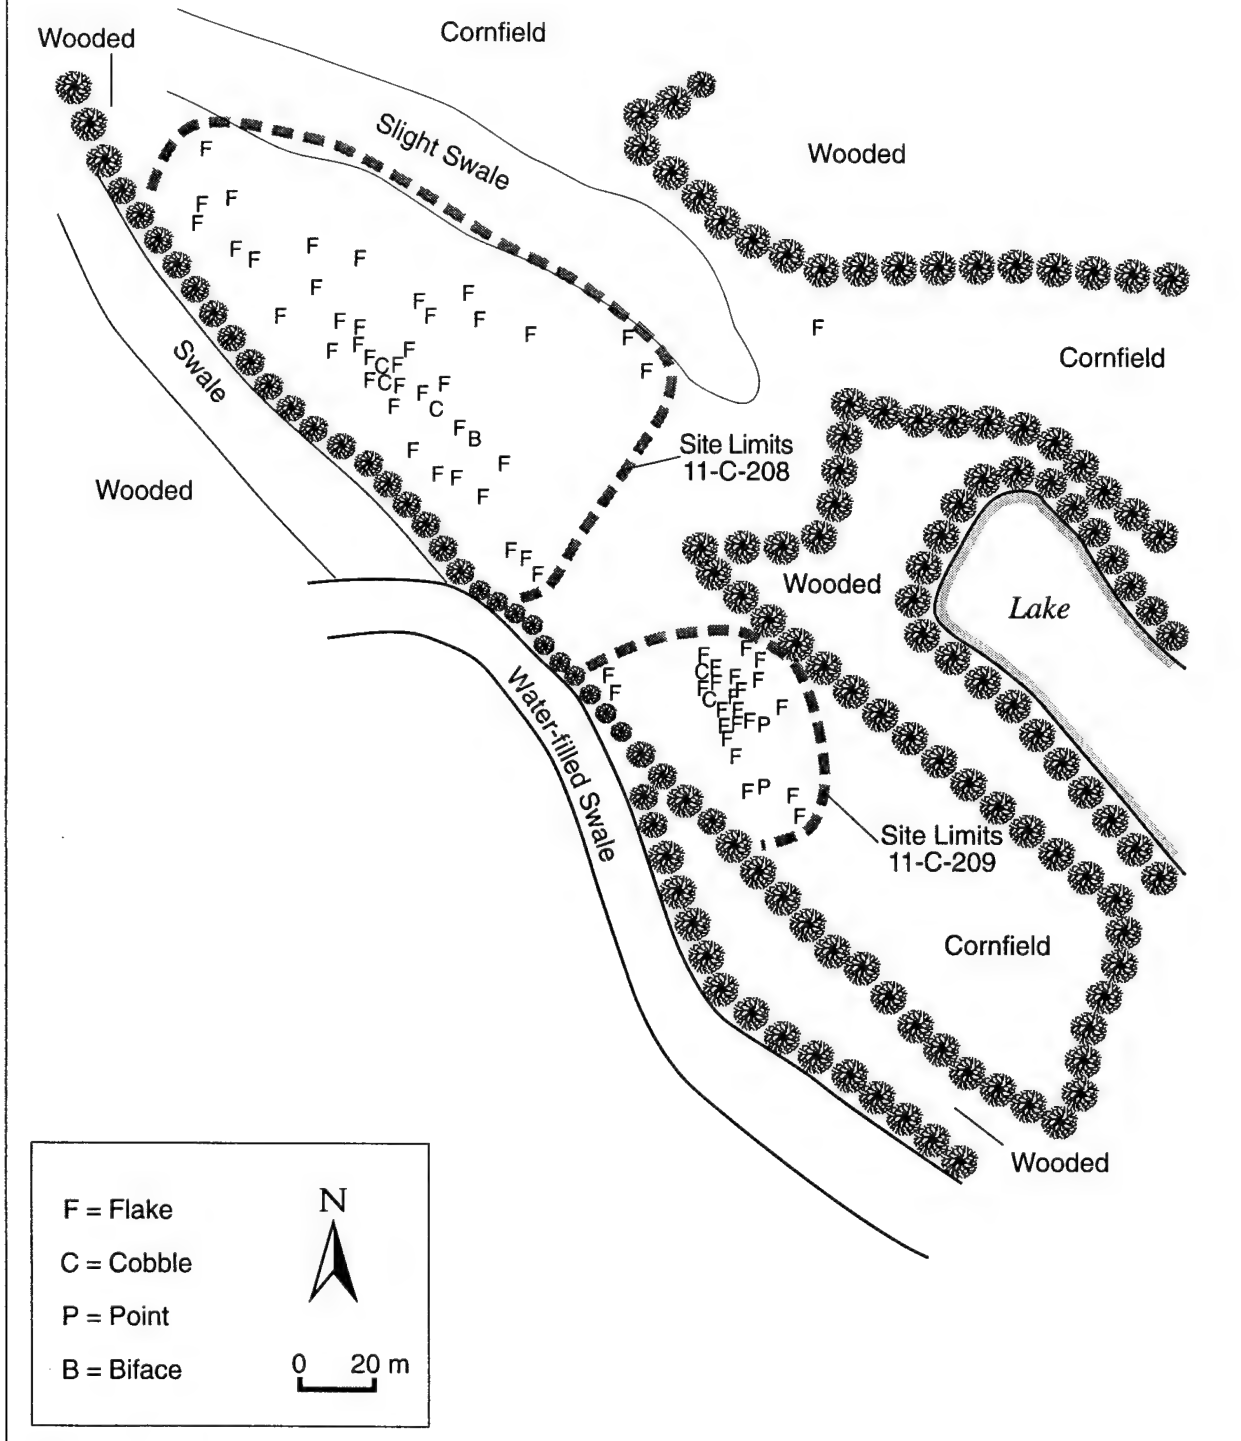 Wooded
Cornfield
Slight Swale
Wooded
F
F F
F
F F F F
F
F F F F
F F F F F F
Cornfield
Swale
F F F C F F
F C F F F F
F C
F B
Site Limits
11-C-208
F F
F F
F
Wooded
F F F
Wooded
Lake
F F F
C F F
F F F F F
F C F F
F F F
F F F P
F
F
F P F
F
Water-filled Swale
Site Limits
11-C-209
Cornfield
Wooded
F = Flake
C = Cobble
P = Point
B = Biface
N
0 20 m